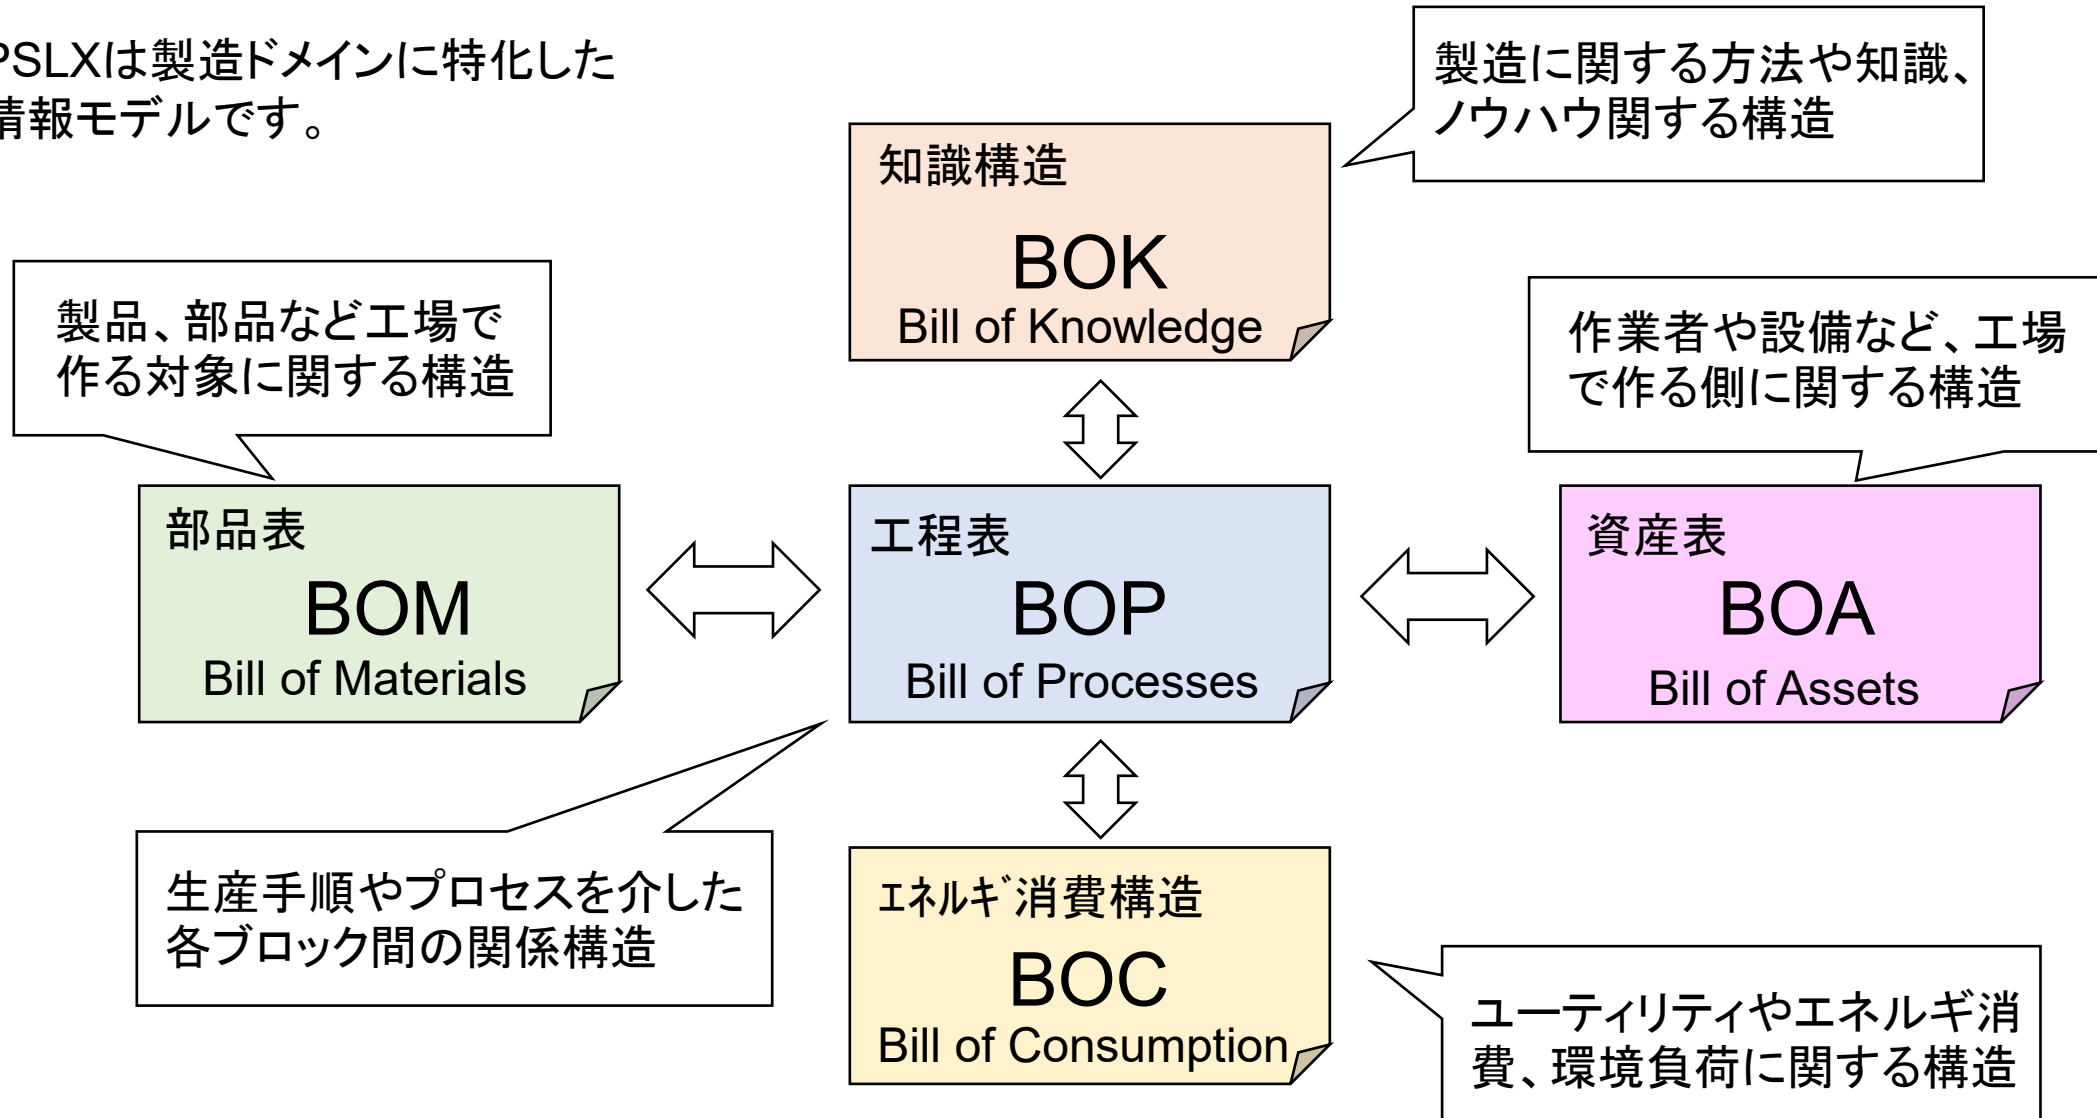 PSLXは製造ドメインに特化した
情報モデルです。
製造に関する方法や知識、
ノウハウ関する構造
知識構造
BOK
Bill of Knowledge
製品、部品など工場で
作る対象に関する構造
作業者や設備など、工場
で作る側に関する構造
部品表
BOM
Bill of Materials
工程表
BOP
Bill of Processes
資産表
BOA
Bill of Assets
生産手順やプロセスを介した
各ブロック間の関係構造
エネルギ消費構造
BOC
Bill of Consumption
ユーティリティやエネルギ消
費、環境負荷に関する構造